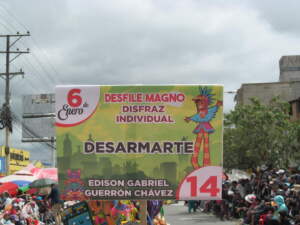 6 de
Enero
DESFILE MAGNO
DISFRAZ
INDIVIDUAL
DESARMARTE
EDISON GABRIEL
GUERRÓN CHÁVEZ
14